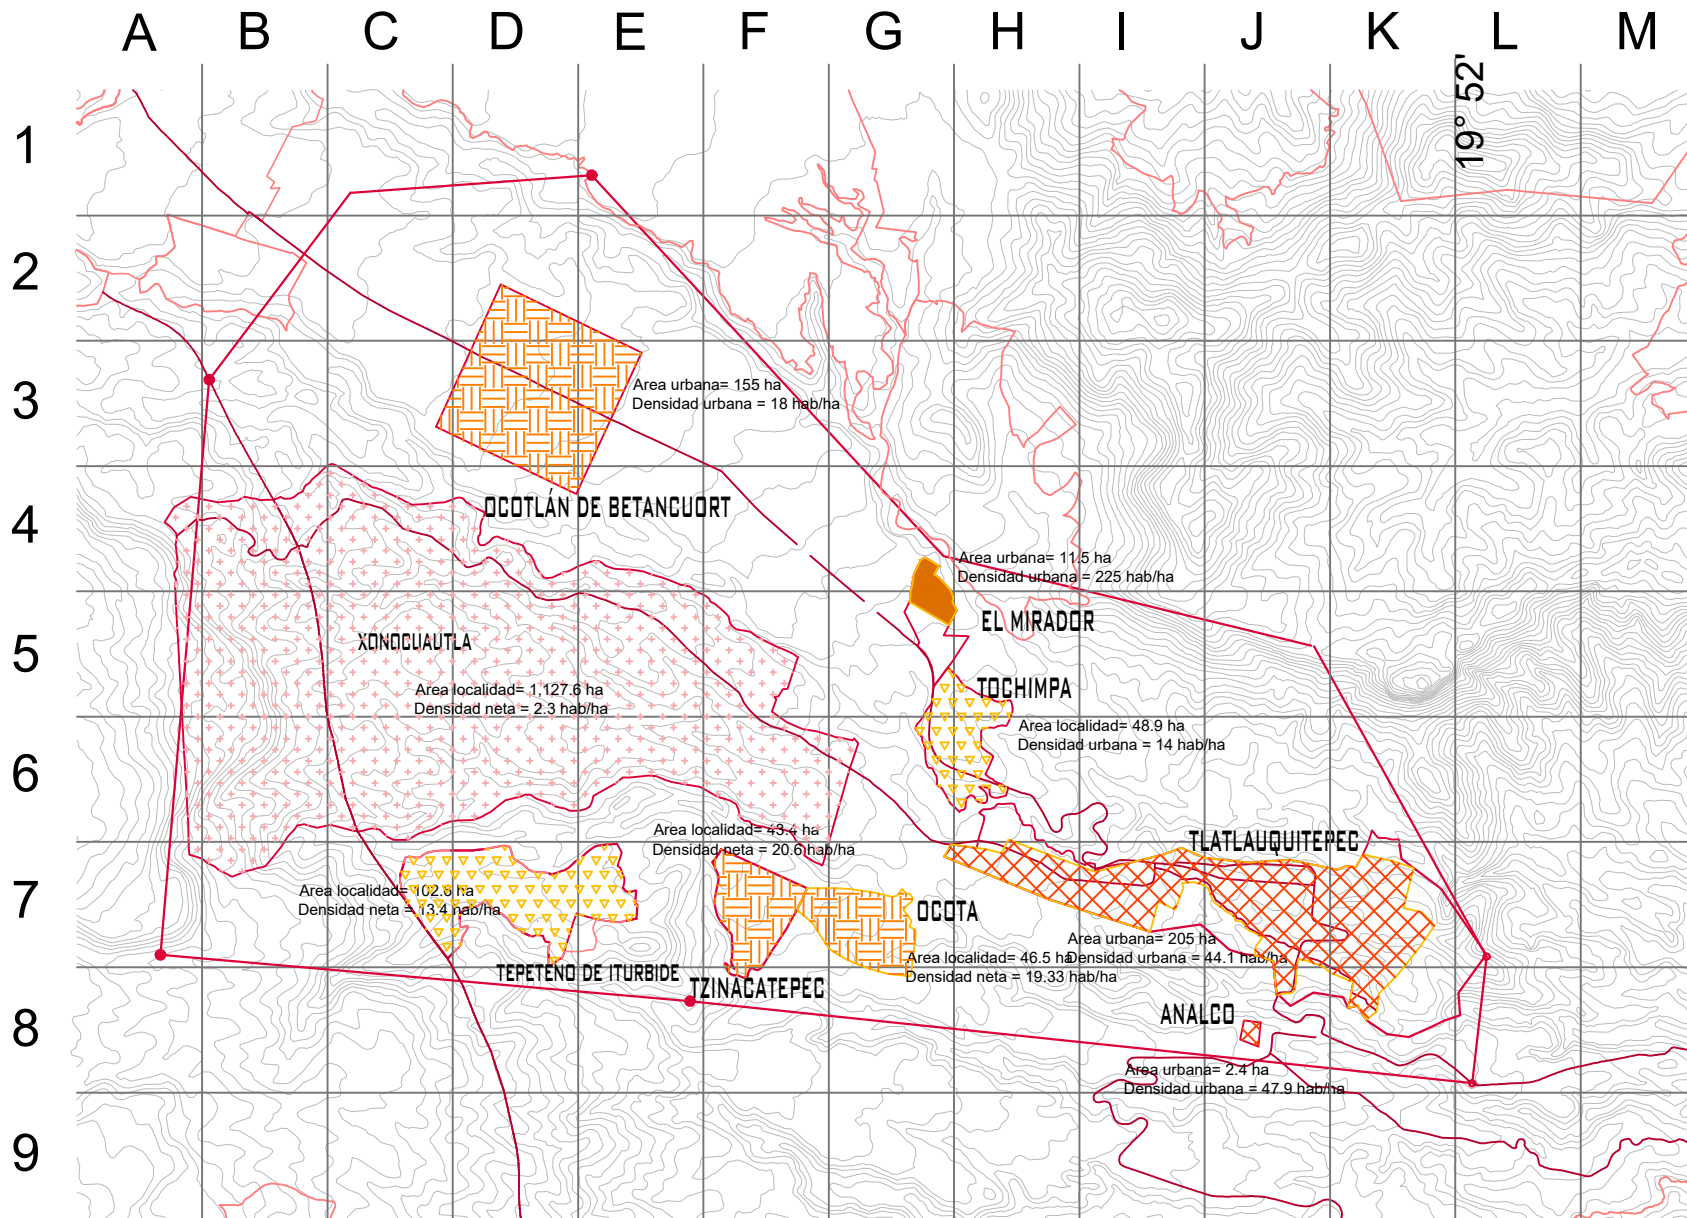 A B C D E F G H I J K L M
19° 52'
1
2
3
Area urbana= 155 ha
Densidad urbana = 18 hab/ha
4
OCOTLÁN DE BETANCUORT
Area urbana= 11.5 ha
Densidad urbana = 225 hab/ha
EL MIRADOR
5
XONOCUAUTLA
Area localidad= 1,127.6 ha
Densidad neta = 2.3 hab/ha
TOCHIMPA
Area localidad= 48.9 ha
Densidad urbana = 14 hab/ha
6
Area localidad= 43.4 ha
Densidad neta = 20.6 hab/ha
TLATLAUQUITEPEC
7
Area localidad= 102.6 ha
Densidad neta = 13.4 hab/ha
OCOTA
Area urbana= 205 ha
Densidad urbana = 44.1 hab/ha
Area localidad= 46.5 ha
Densidad neta = 19.33 hab/ha
TEPETENO DE ITURBIDE
TZINACATEPEC
8
ANALCO
Area urbana= 2.4 ha
Densidad urbana = 47.9 hab/ha
9